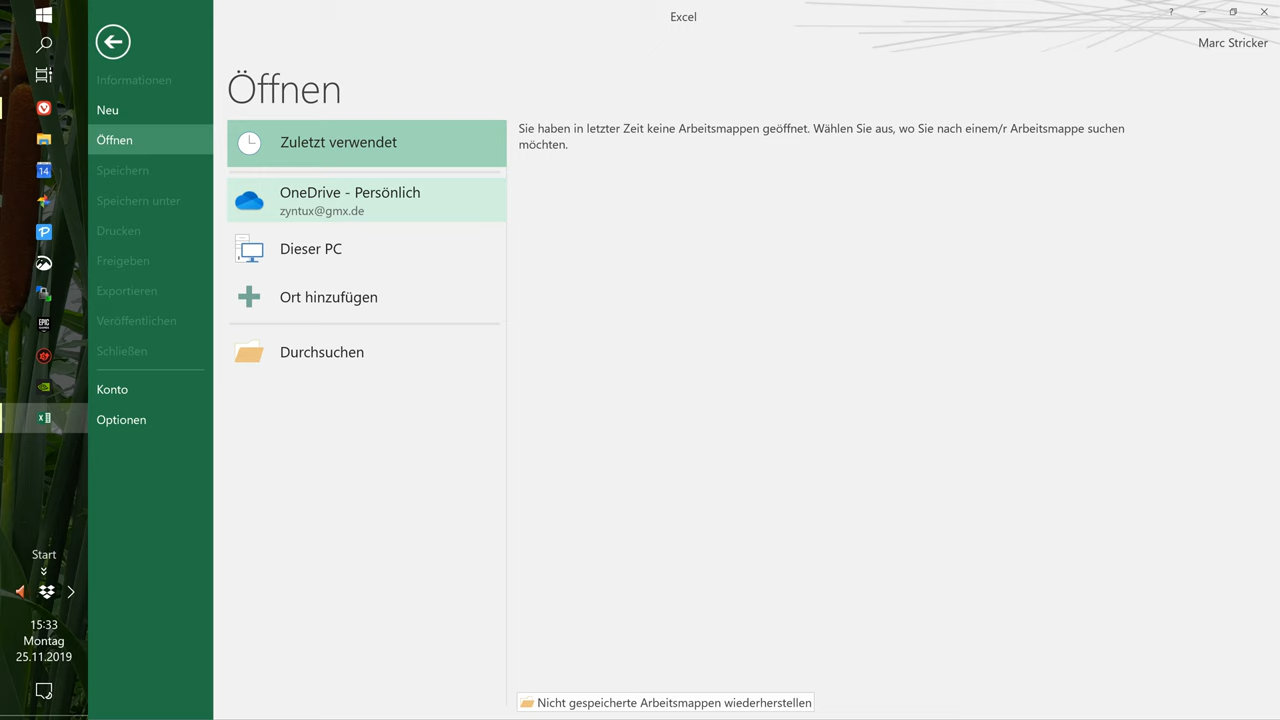 Excel
?
Marc Stricker
Informationen
Neu
Öffnen
Speichern
Speichern unter
Drucken
Freigeben
Exportieren
Veröffentlichen
Schließen
Konto
Optionen
Öffnen
Zuletzt verwendet
OneDrive - Persönlich
zyntux@gmx.de
Dieser PC
Ort hinzufügen
Durchsuchen
Sie haben in letzter Zeit keine Arbeitsmappen geöffnet. Wählen Sie aus, wo Sie nach einem/r Arbeitsmappe suchen
möchten.
Nicht gespeicherte Arbeitsmappen wiederherstellen
14
EPIC
Start
15:33
Montag
25.11.2019